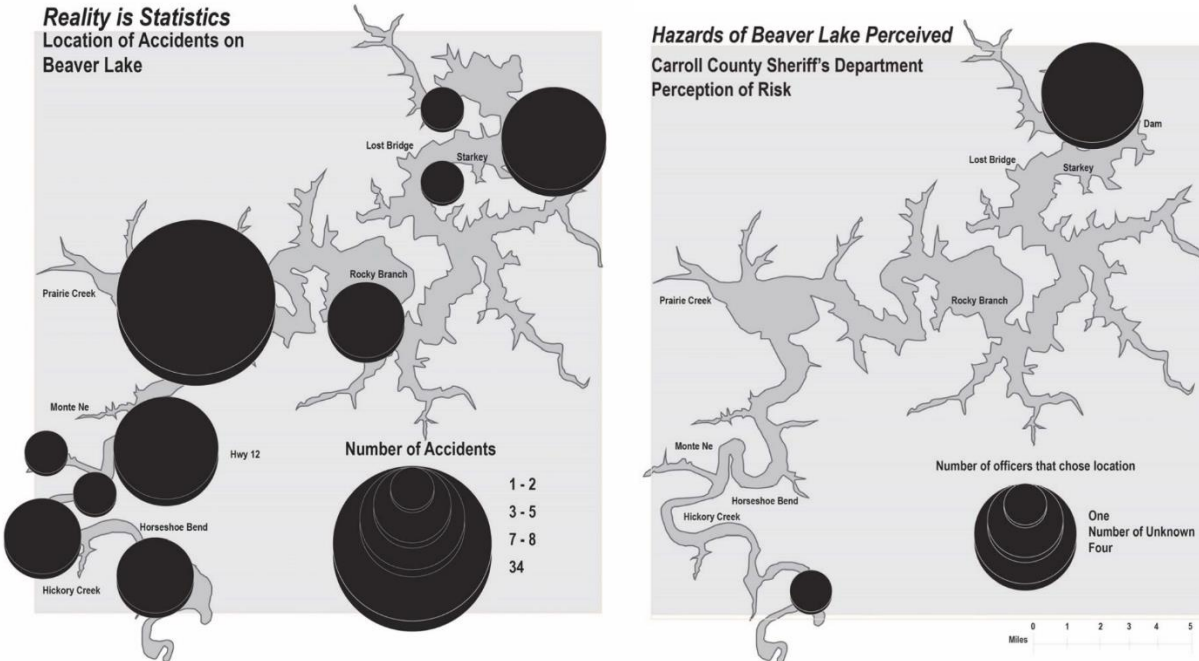 Reality is Statistics
Location of Accidents on
Beaver Lake
Lost Bridge
Starkey
Rocky Branch
Prairie Creek
Monte Ne
Hwy 12
Horseshoe Bend
Hickory Creek
Number of Accidents
1 - 2
3 - 5
7 - 8
34
Hazards of Beaver Lake Perceived
Carroll County Sheriff's Department
Perception of Risk
Dam
Lost Bridge
Starkey
Prairie Creek
Rocky Branch
Monte Ne
Horseshoe Bend
Hickory Creek
Number of officers that chose location
One
Number of Unknown
Four
0 1 2 3 4 5
Miles